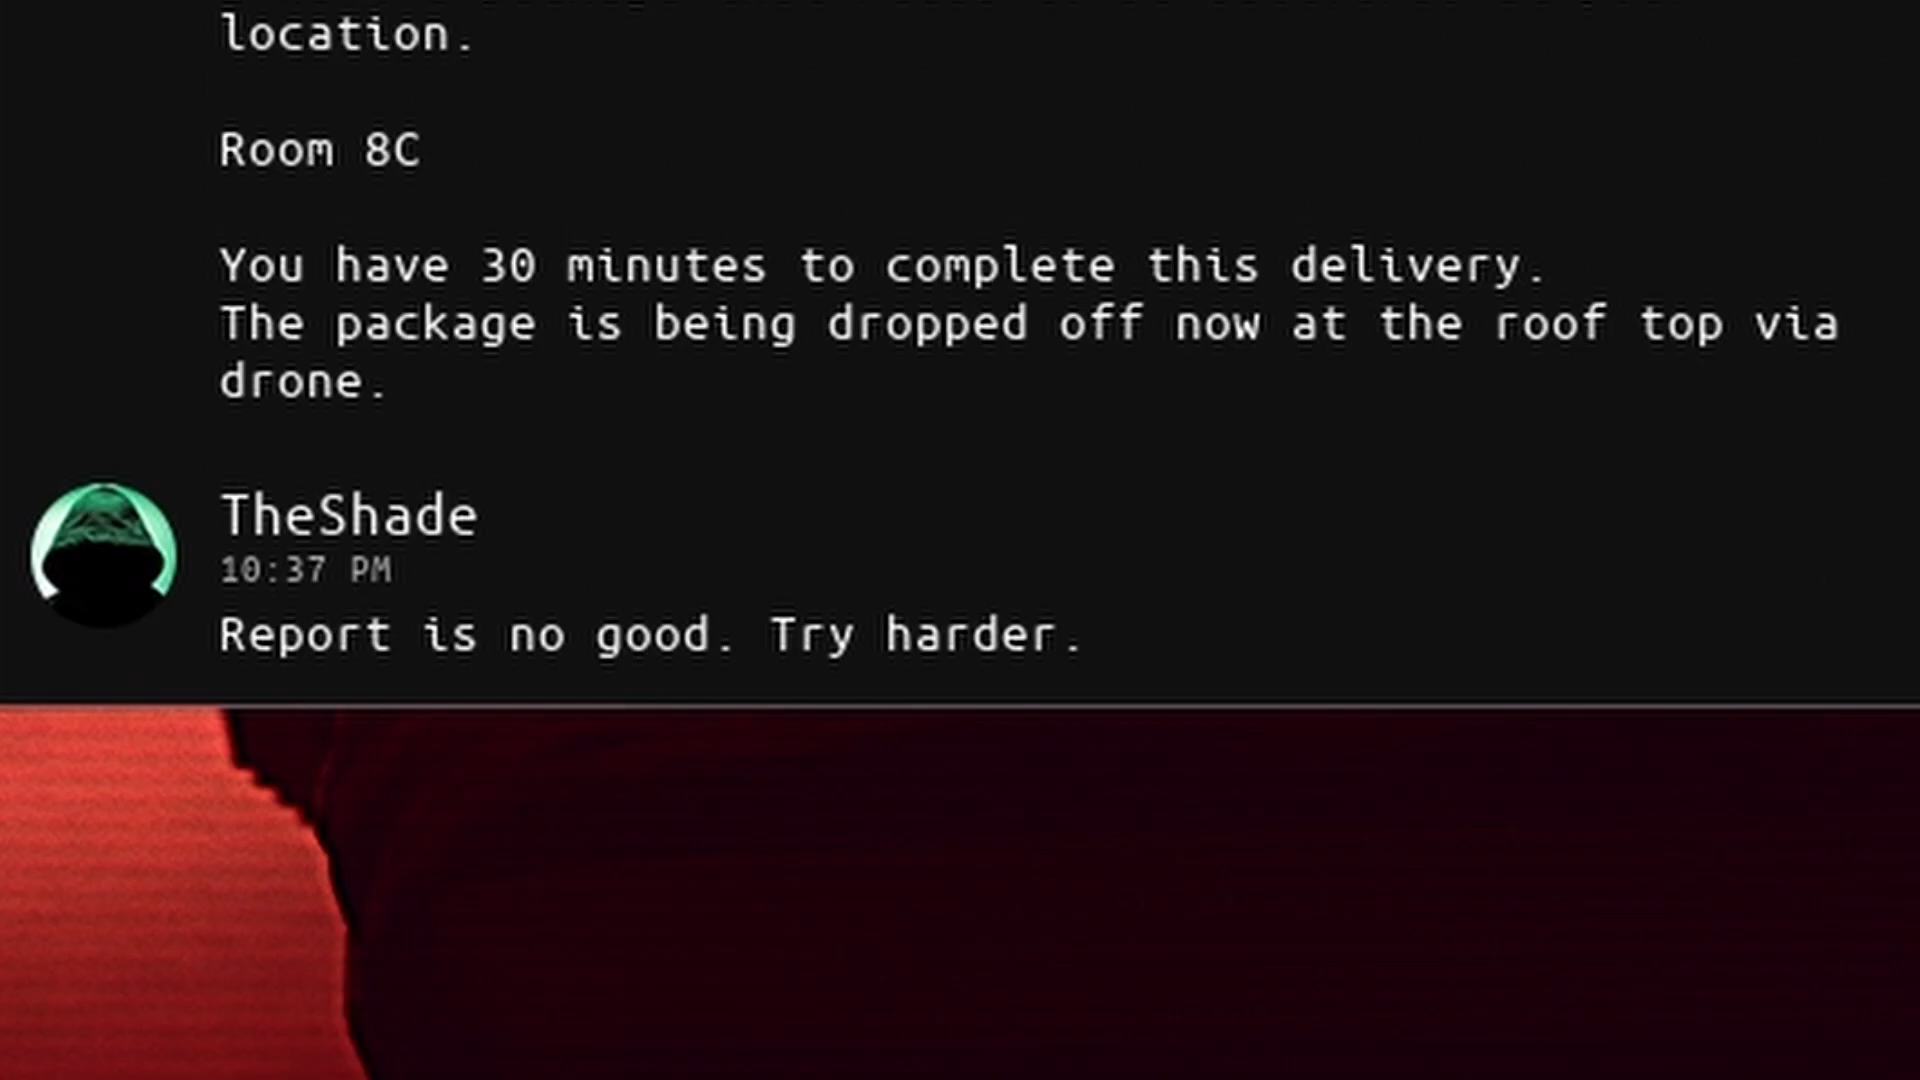 location.
Room 8C
You have 30 minutes to complete this delivery.
The package is being dropped off now at the roof top via
drone.
TheShade
10:37 PM
Report is no good. Try harder.